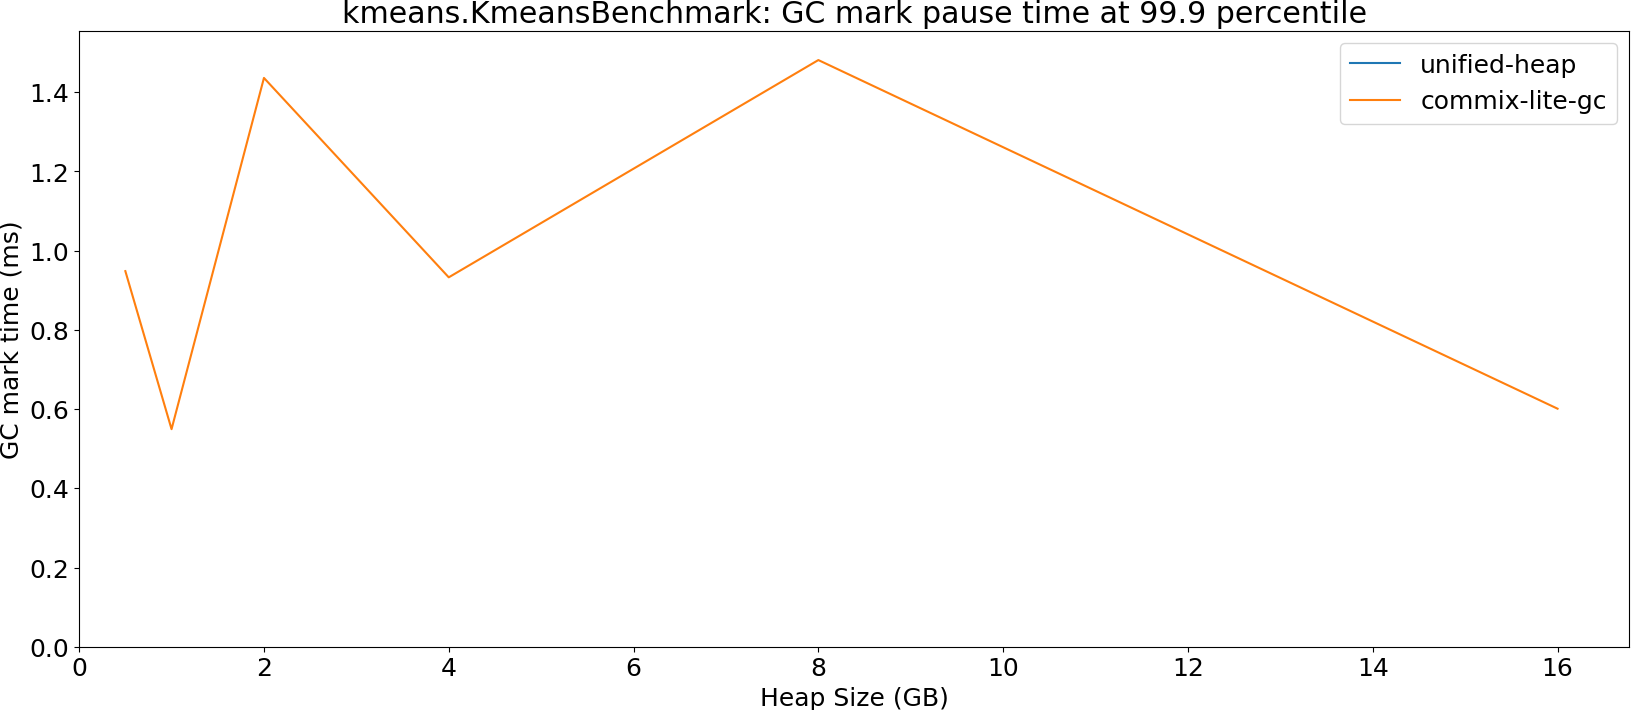 kmeans.KmeansBenchmark: GC mark pause time at 99.9 percentile
unified-heap
commix-lite-gc
GC mark time (ms)
1.4
1.2
1.0
0.8
0.6
0.4
0.2
0.0
0 2 4 6 8 10 12 14 16
Heap Size (GB)